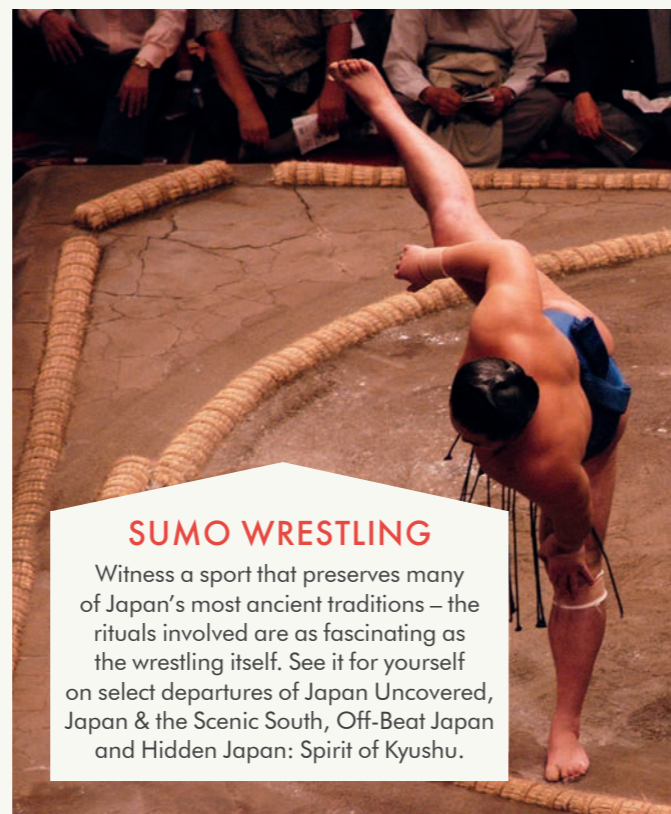 SUMO WRESTLING
Witness a sport that preserves many
of Japan’s most ancient traditions – the
rituals involved are as fascinating as
the wrestling itself. See it for yourself
on select departures of Japan Uncovered,
Japan & the Scenic South, Off-Beat Japan
and Hidden Japan: Spirit of Kyushu.